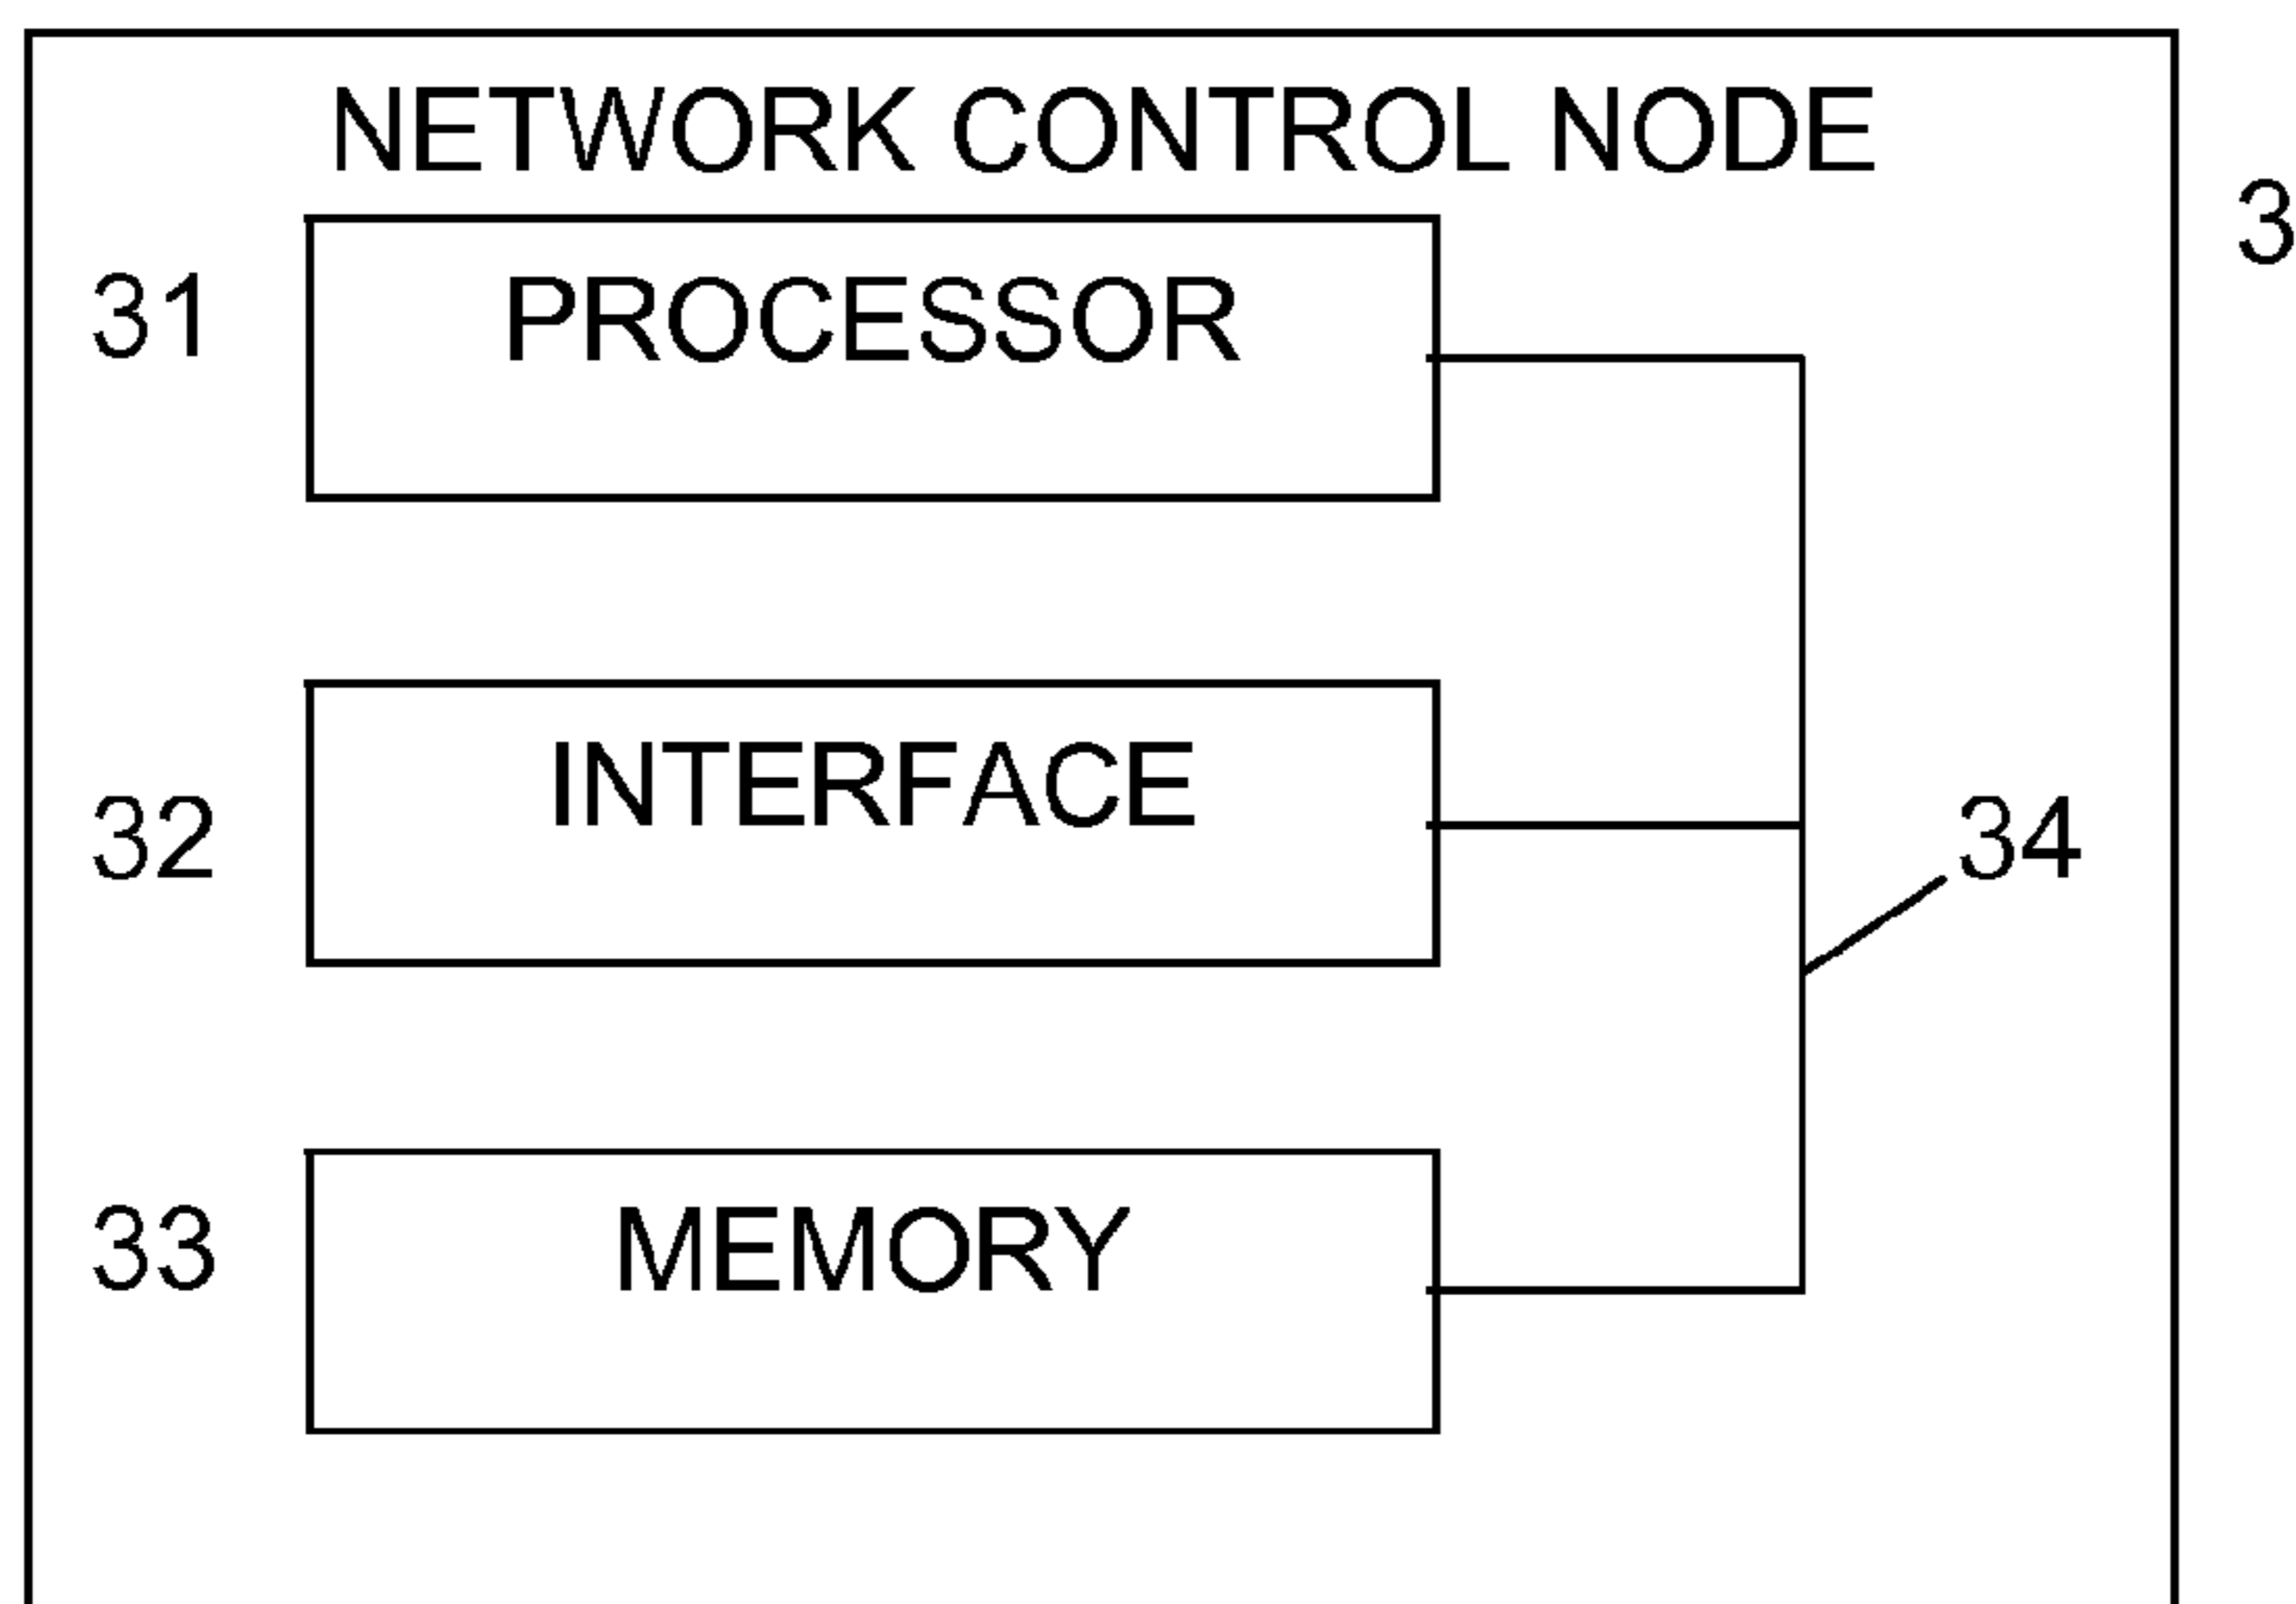 NETWORK CONTROL NODE
3
31
PROCESSOR
INTERFACE
32
34
MEMORY
33